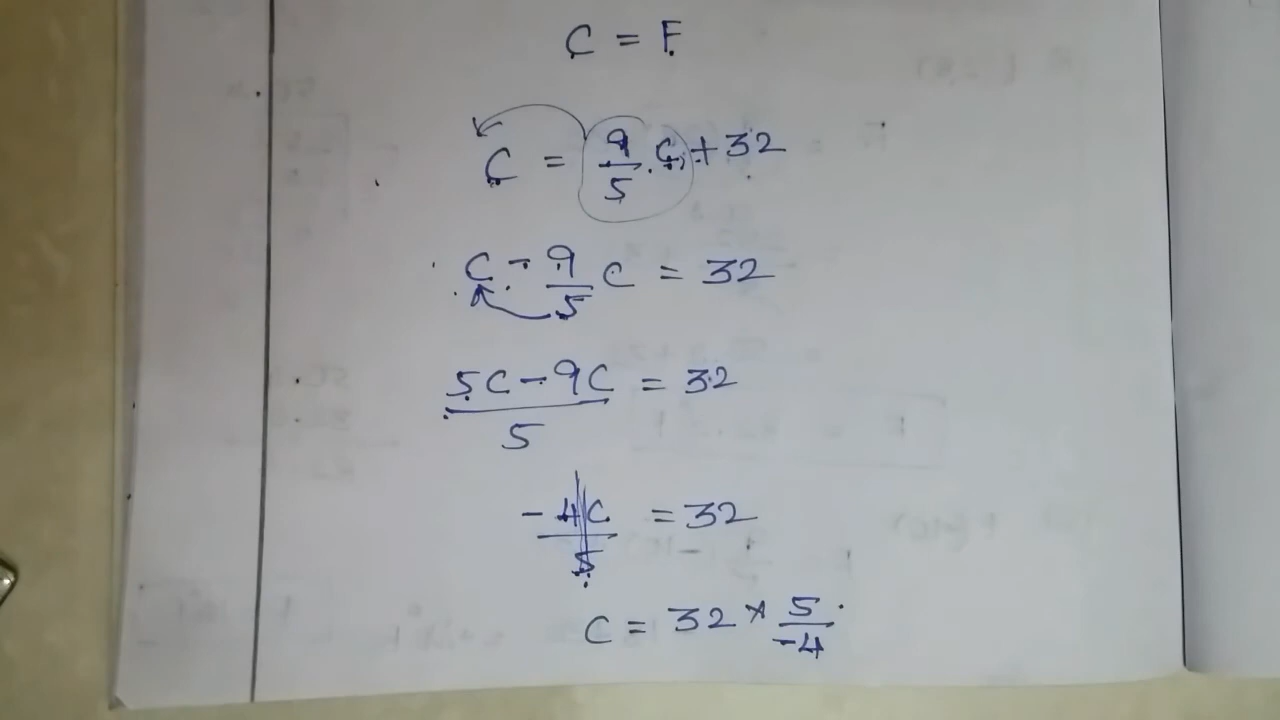 C = F
C = 9/5 . C + 32
C - 9/5 C = 32
5C - 9C / 5 = 32
- 4C / 5 = 32
C = 32 × 5/-4